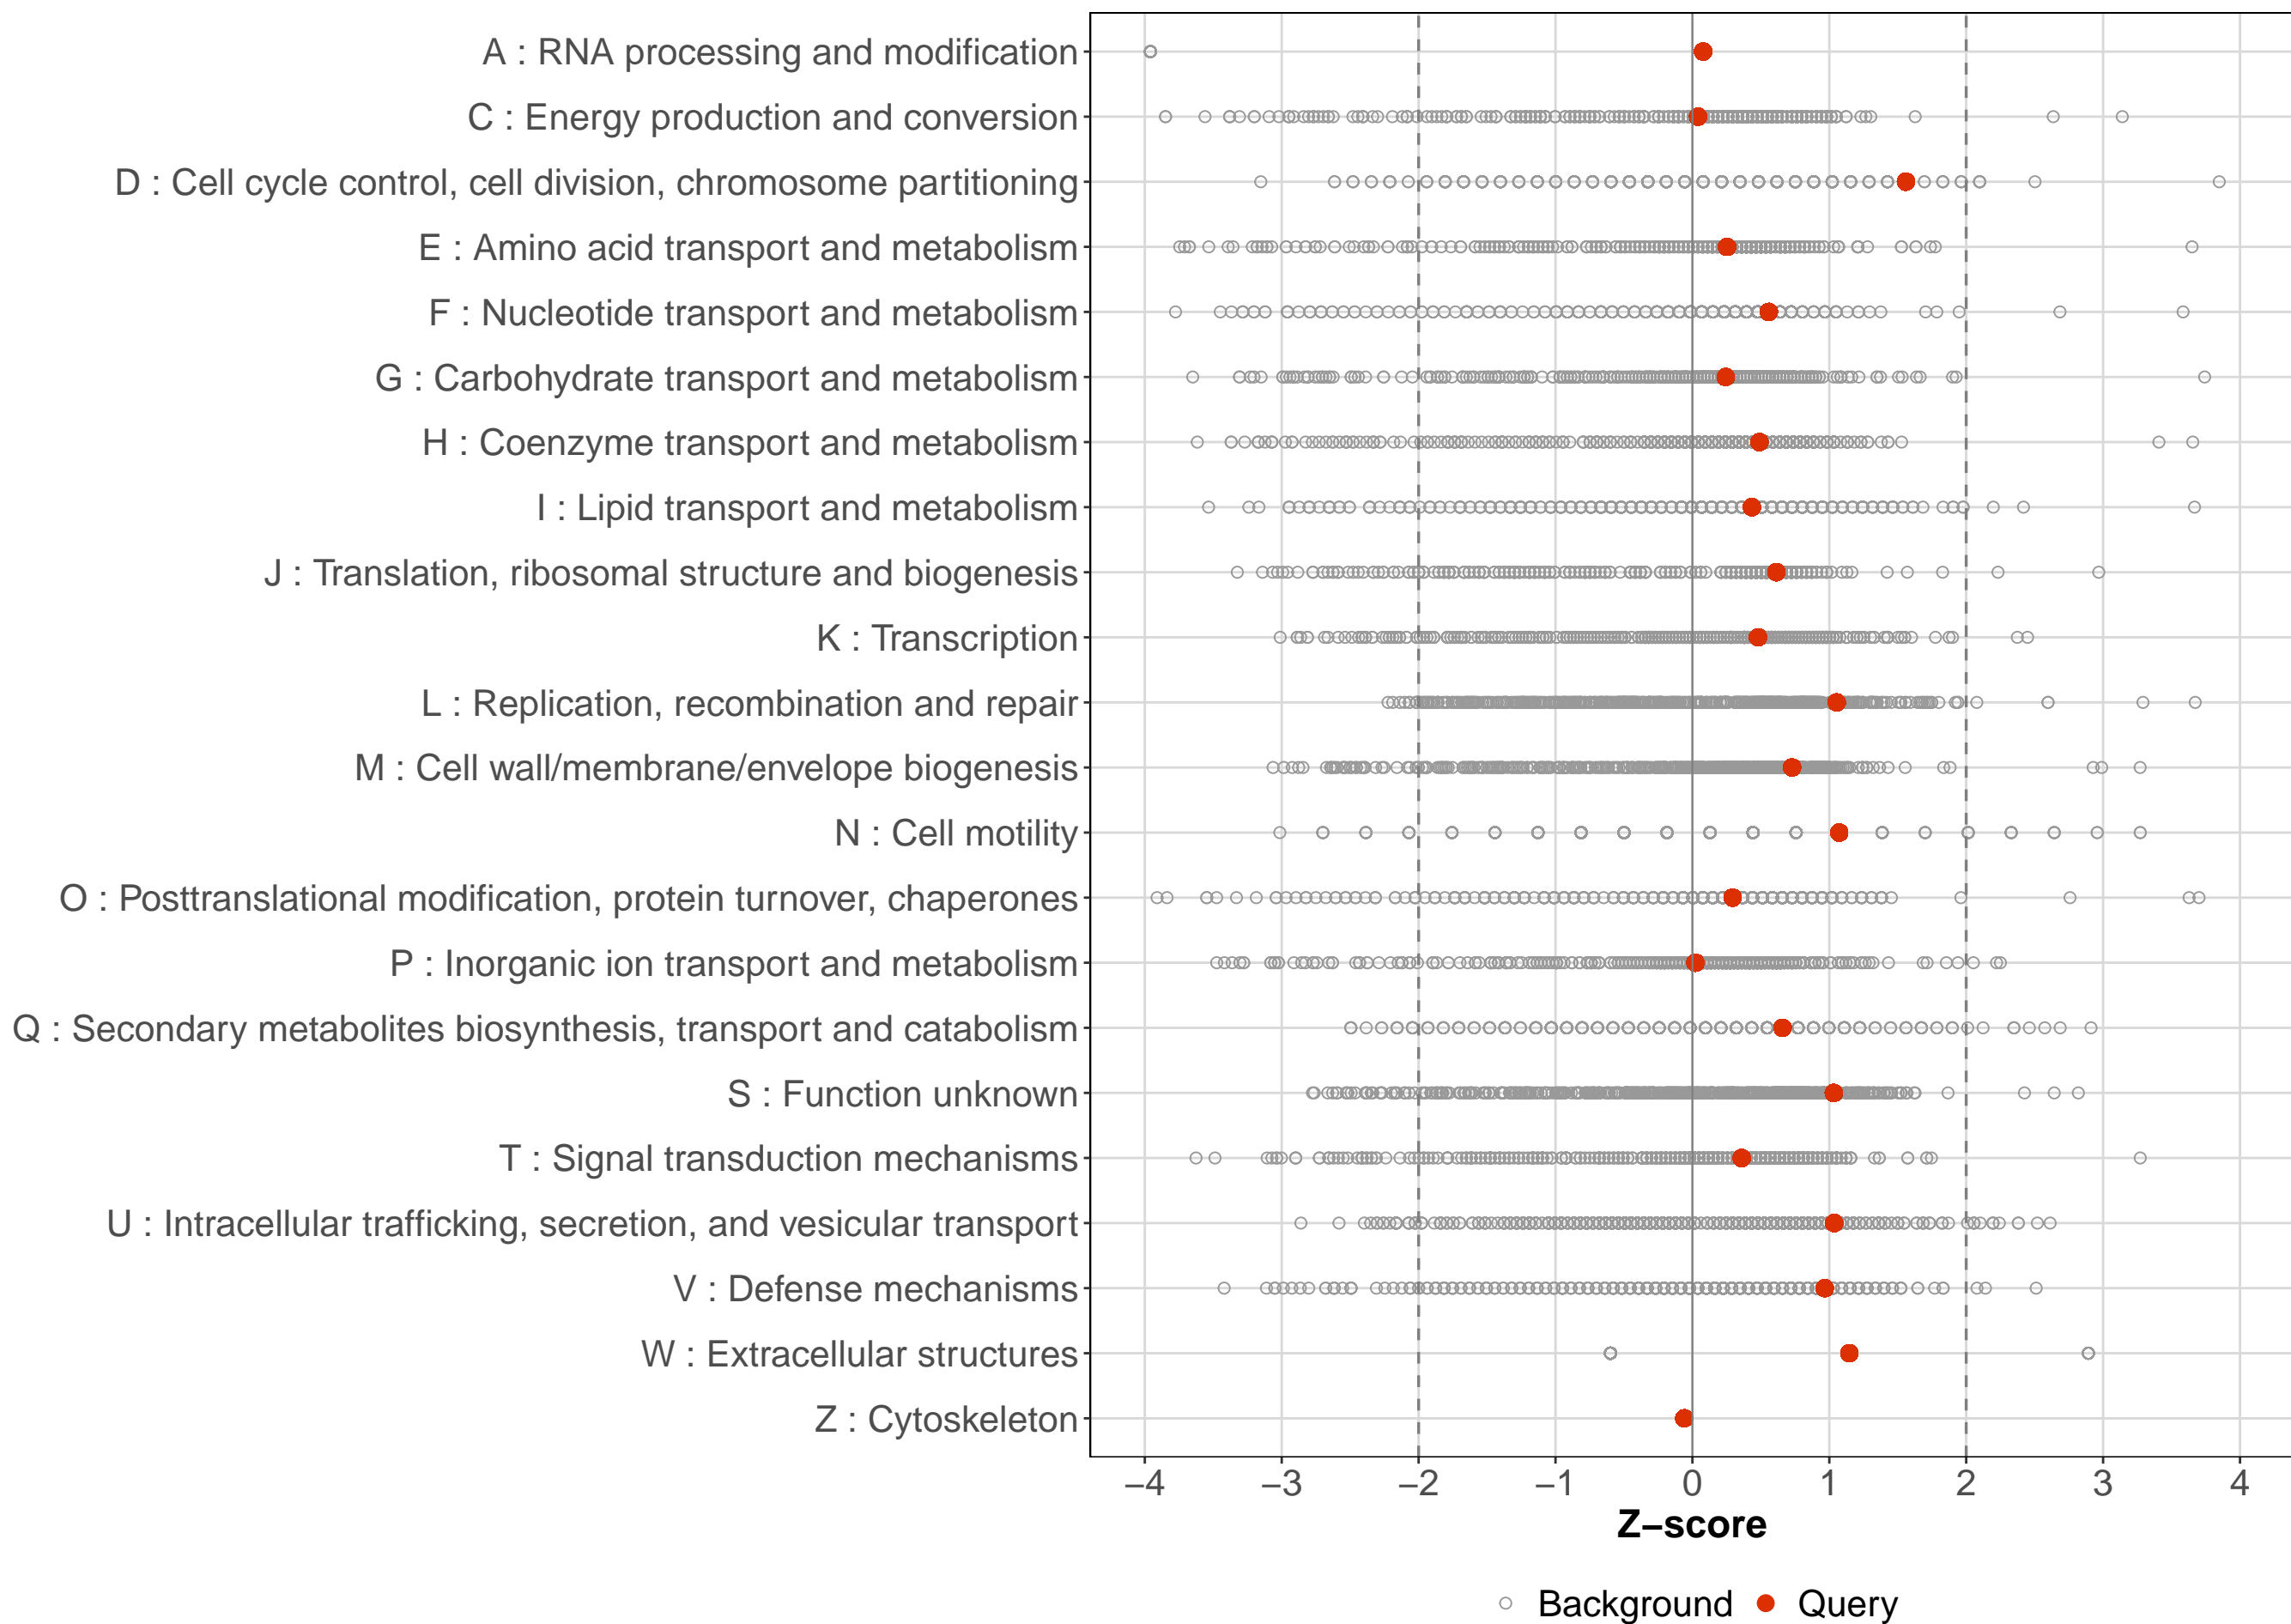 A : RNA processing and modification
C : Energy production and conversion
D : Cell cycle control, cell division, chromosome partitioning
E : Amino acid transport and metabolism
F : Nucleotide transport and metabolism
G : Carbohydrate transport and metabolism
H : Coenzyme transport and metabolism
I : Lipid transport and metabolism
J : Translation, ribosomal structure and biogenesis
K : Transcription
L : Replication, recombination and repair
M : Cell wall/membrane/envelope biogenesis
N : Cell motility
O : Posttranslational modification, protein turnover, chaperones
P : Inorganic ion transport and metabolism
Q : Secondary metabolites biosynthesis, transport and catabolism
S : Function unknown
T : Signal transduction mechanisms
U : Intracellular trafficking, secretion, and vesicular transport
V : Defense mechanisms
W : Extracellular structures
Z : Cytoskeleton
−4 −3 −2 −1 0 1 2 3 4
Z−score
Background Query